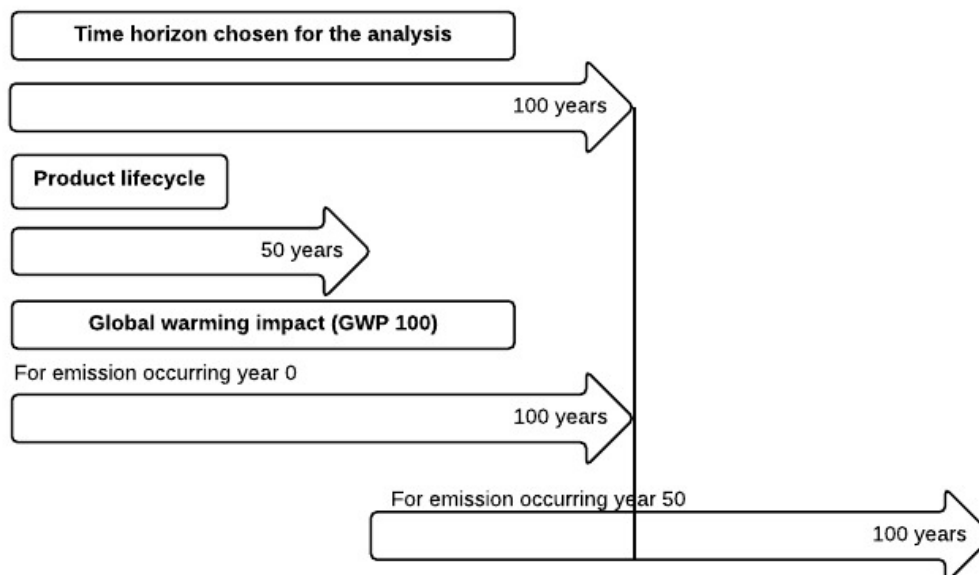 Time horizon chosen for the analysis
100 years
Product lifecycle
50 years
Global warming impact (GWP 100)
For emission occurring year 0
100 years
For emission occurring year 50
100 years